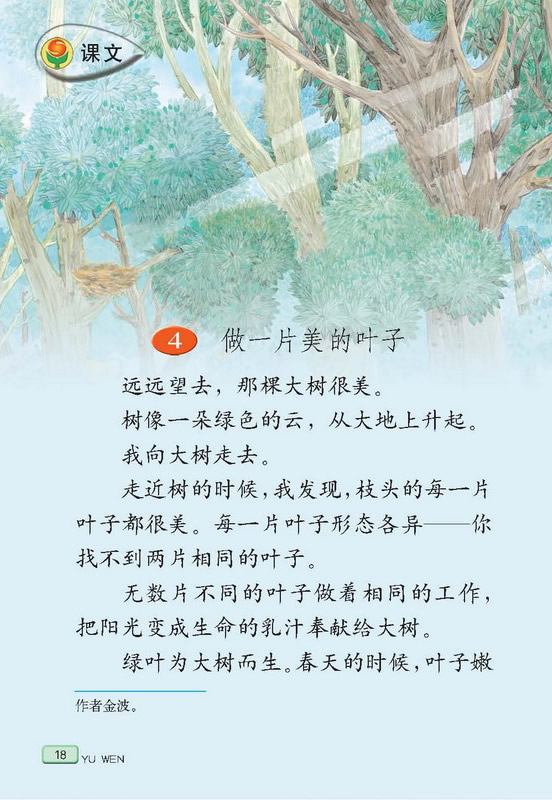 课文
4 做一片美的叶子
远远望去，那棵大树很美。
树像一朵绿色的云，从大地上升起。
我向大树走去。
走近树的时候，我发现，枝头的每一片
叶子都很美。每一片叶子形态各异——你
找不到两片相同的叶子。
无数片不同的叶子做着相同的工作，
把阳光变成生命的乳汁奉献给大树。
绿叶为大树而生。春天的时候，叶子嫩
作者金波。
18 YU WEN